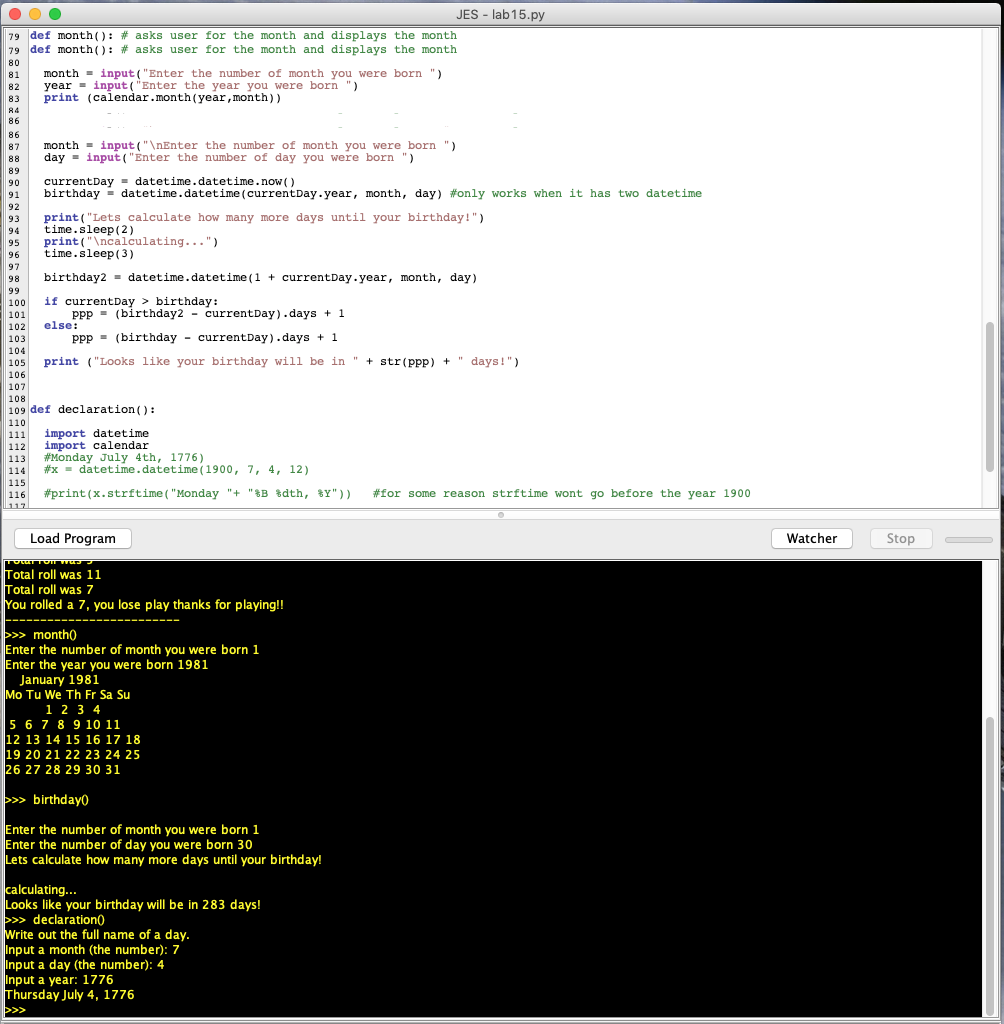 JES - lab15.py
79 def month(): # asks user for the month and displays the month
79 def month(): # asks user for the month and displays the month
80
81 month = input("Enter the number of month you were born ")
82 year = input("Enter the year you were born ")
83 print (calendar.month(year,month))
84
86
86
87 month = input("\nEnter the number of month you were born ")
88 day = input("Enter the number of day you were born ")
89
90 currentDay = datetime.datetime.now()
91 birthday = datetime.datetime(currentDay.year, month, day) #only works when it has two datetime
92
93 print("Lets calculate how many more days until your birthday!")
94 time.sleep(2)
95 print("\ncalculating...")
96 time.sleep(3)
97
98 birthday2 = datetime.datetime(1 + currentDay.year, month, day)
99
100 if currentDay > birthday:
101 ppp = (birthday2 - currentDay).days + 1
102 else:
103 ppp = (birthday - currentDay).days + 1
104
105 print ("Looks like your birthday will be in " + str(ppp) + " days!")
106
107
108
109 def declaration():
110
111 import datetime
112 import calendar
113 #Monday July 4th, 1776)
114 #x = datetime.datetime(1900, 7, 4, 12)
115
116 #print(x.strftime("Monday "+ "%B %dth, %Y")) #for some reason strftime wont go before the year 1900
117
Load Program Watcher Stop
Total roll was
Total roll was 11
Total roll was 7
You rolled a 7, you lose play thanks for playing!!
-------------------------
>>> month()
Enter the number of month you were born 1
Enter the year you were born 1981
January 1981
Mo Tu We Th Fr Sa Su
1 2 3 4
5 6 7 8 9 10 11
12 13 14 15 16 17 18
19 20 21 22 23 24 25
26 27 28 29 30 31
>>> birthday()
Enter the number of month you were born 1
Enter the number of day you were born 30
Lets calculate how many more days until your birthday!
calculating...
Looks like your birthday will be in 283 days!
>>> declaration()
Write out the full name of a day.
Input a month (the number): 7
Input a day (the number): 4
Input a year: 1776
Thursday July 4, 1776
>>>